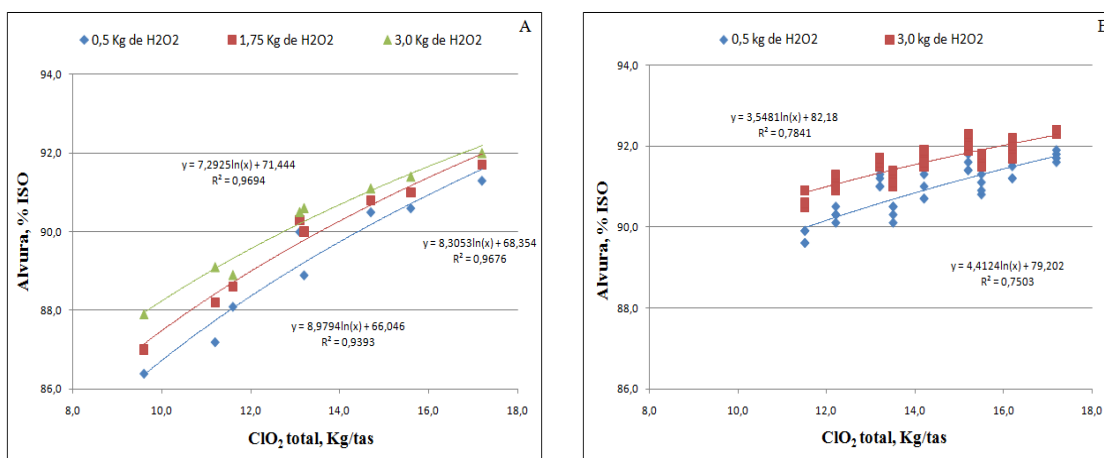 A
0,5 Kg de H2O2 1,75 Kg de H2O2 3,0 Kg de H2O2
94,0
92,0
90,0
88,0
86,0
Alvura, % ISO
y = 7,2925ln(x) + 71,444
R² = 0,9694
y = 8,3053ln(x) + 68,354
R² = 0,9676
y = 8,9794ln(x) + 66,046
R² = 0,9393
8,0 10,0 12,0 14,0 16,0 18,0
ClO₂ total, Kg/tas
0,5 kg de H2O2 3,0 kg de H2O2
94,0
92,0
90,0
88,0
86,0
Alvura, % ISO
y = 3,5481ln(x) + 82,18
R² = 0,7841
y = 4,4124ln(x) + 79,202
R² = 0,7503
8,0 10,0 12,0 14,0 16,0 18,0
ClO₂ total, Kg/tas